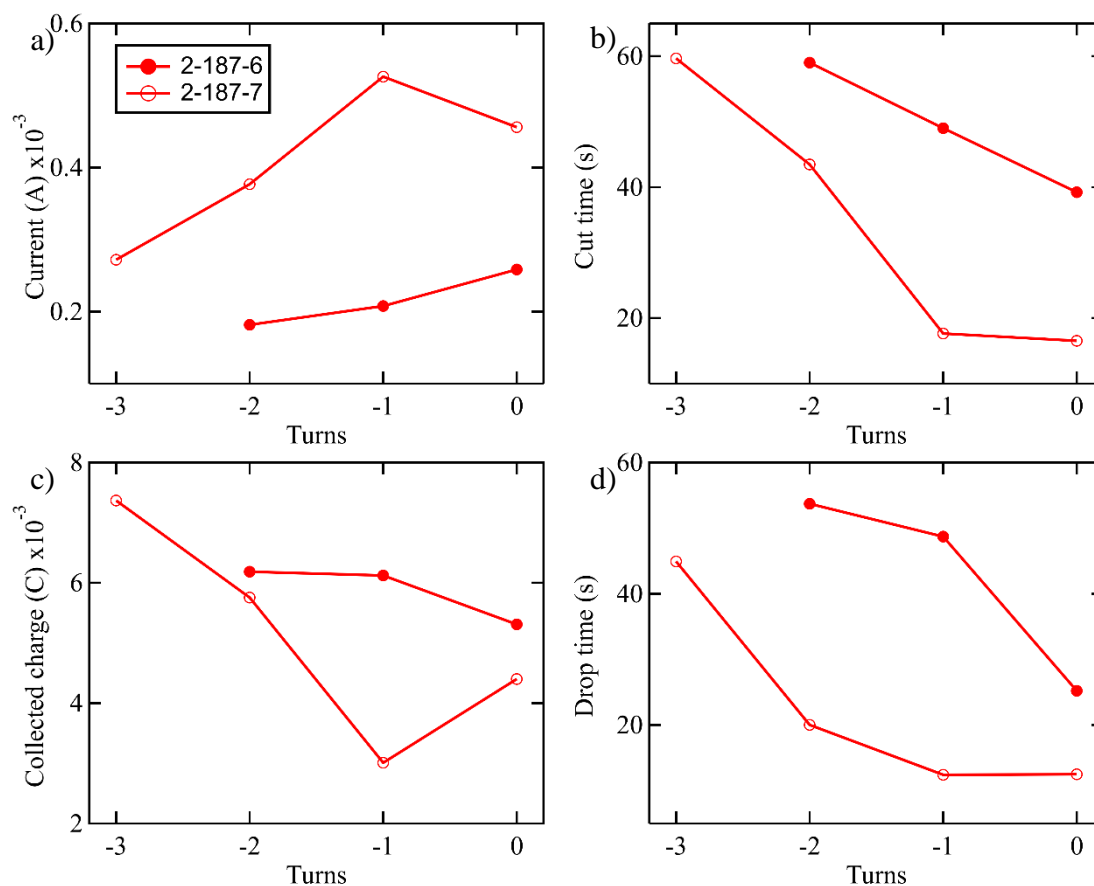 a)
2-187-6
2-187-7
Current (A) x10⁻³
0.6
0.4
0.2
-3 -2 -1 0
Turns
b)
Cut time (s)
60
40
20
-3 -2 -1 0
Turns
c)
Collected charge (C) x10⁻³
8
6
4
2
-3 -2 -1 0
Turns
d)
Drop time (s)
60
40
20
-3 -2 -1 0
Turns